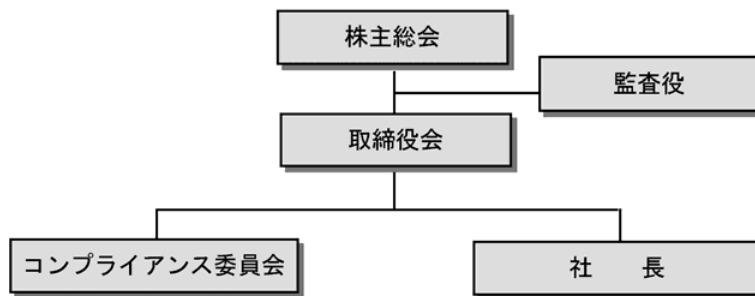 株主総会
監査役
取締役会
コンプライアンス委員会
社　　長